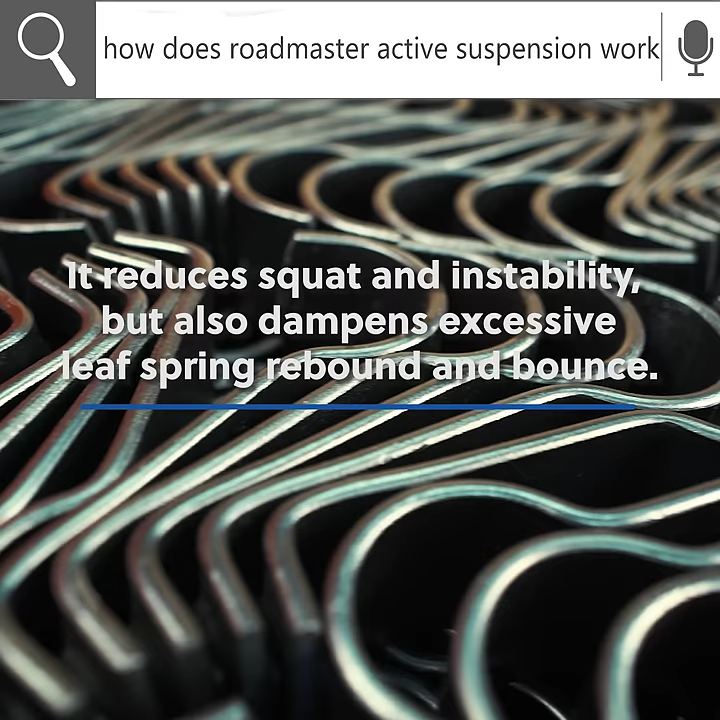 how does roadmaster active suspension work
It reduces squat and instability,
but also dampens excessive
leaf spring rebound and bounce.